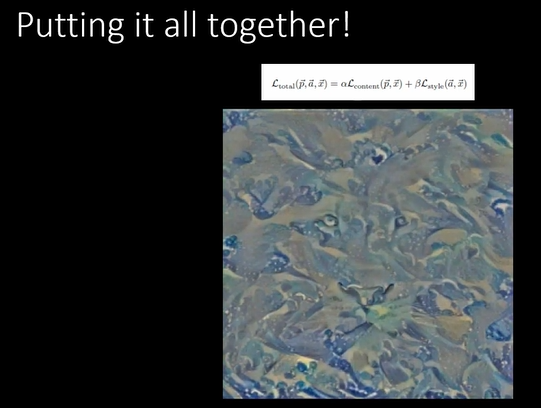 Putting it all together!
ℒtotal(p⃗, a⃗, x⃗) = αℒcontent(p⃗, x⃗) + βℒstyle(a⃗, x⃗)